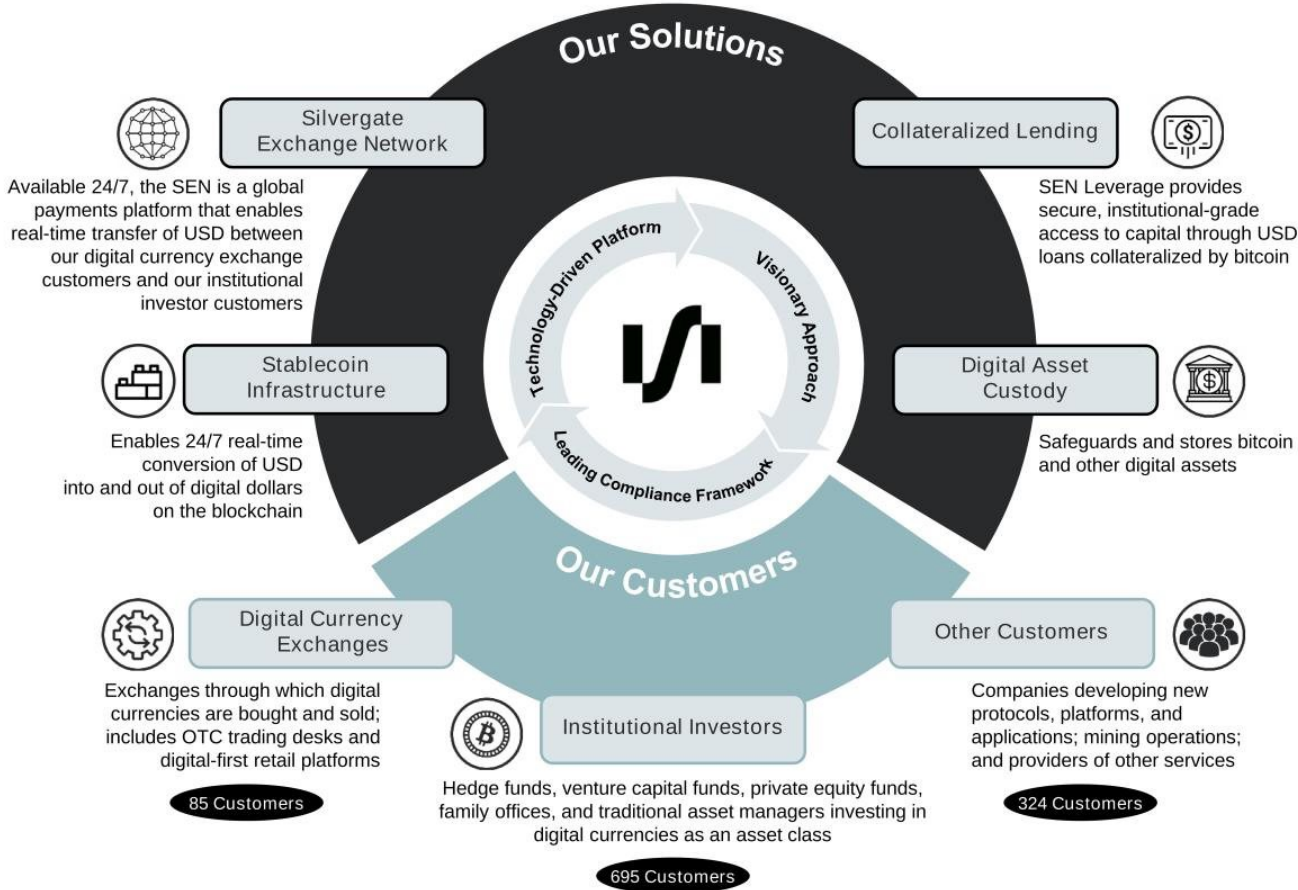 Our Solutions
Silvergate
Exchange Network
Available 24/7, the SEN is a global
payments platform that enables
real-time transfer of USD between
our digital currency exchange
customers and our institutional
investor customers
Collateralized Lending
SEN Leverage provides
secure, institutional-grade
access to capital through USD
loans collateralized by bitcoin
Technology-Driven Platform
Visionary Approach
Leading Compliance Framework
Stablecoin
Infrastructure
Enables 24/7 real-time
conversion of USD
into and out of digital dollars
on the blockchain
Digital Asset
Custody
Safeguards and stores bitcoin
and other digital assets
Our Customers
Digital Currency
Exchanges
Exchanges through which digital
currencies are bought and sold;
includes OTC trading desks and
digital-first retail platforms
85 Customers
Institutional Investors
Hedge funds, venture capital funds, private equity funds,
family offices, and traditional asset managers investing in
digital currencies as an asset class
695 Customers
Other Customers
Companies developing new
protocols, platforms, and
applications; mining operations;
and providers of other services
324 Customers